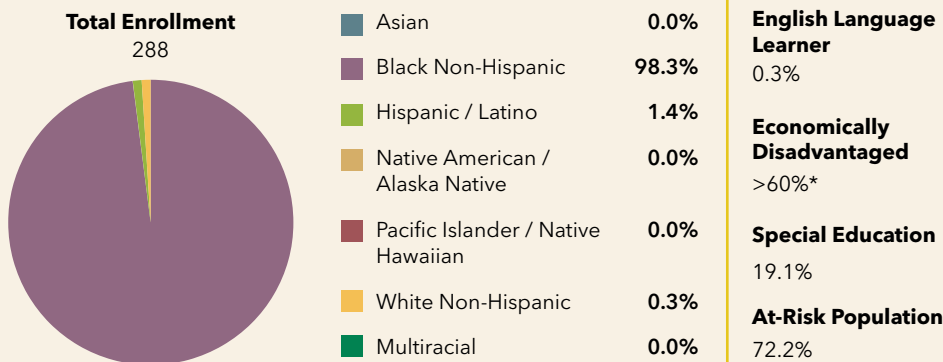 Total Enrollment
288
Asian 0.0%
Black Non-Hispanic 98.3%
Hispanic / Latino 1.4%
Native American / 0.0%
Alaska Native
Pacific Islander / Native 0.0%
Hawaiian
White Non-Hispanic 0.3%
Multiracial 0.0%
English Language
Learner
0.3%
Economically
Disadvantaged
>60%*
Special Education
19.1%
At-Risk Population
72.2%